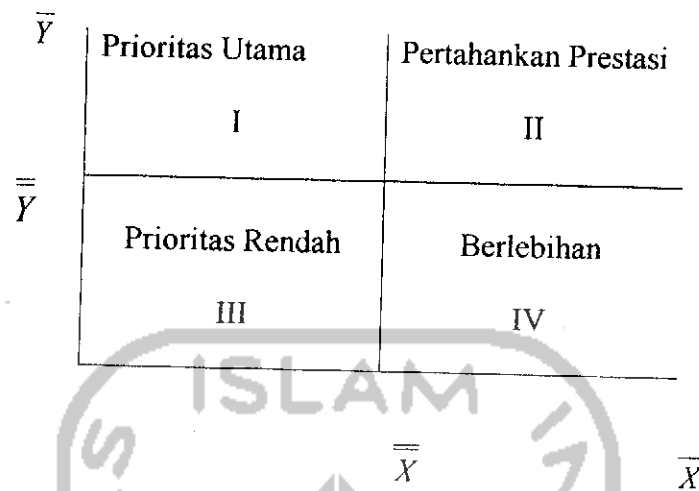 Y̅
Prioritas Utama
Pertahankan Prestasi
I
II
Y̿
Prioritas Rendah
Berlebihan
III
IV
ISLAM
X̿
X̅